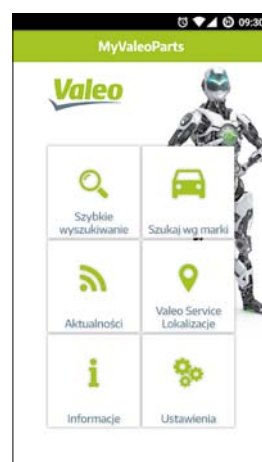 09:30
MyValeoParts
Valeo
Szybkie
wyszukiwanie
Szukaj wg marki
Aktualności
Valeo Service
Lokalizacje
Informacje
Ustawienia